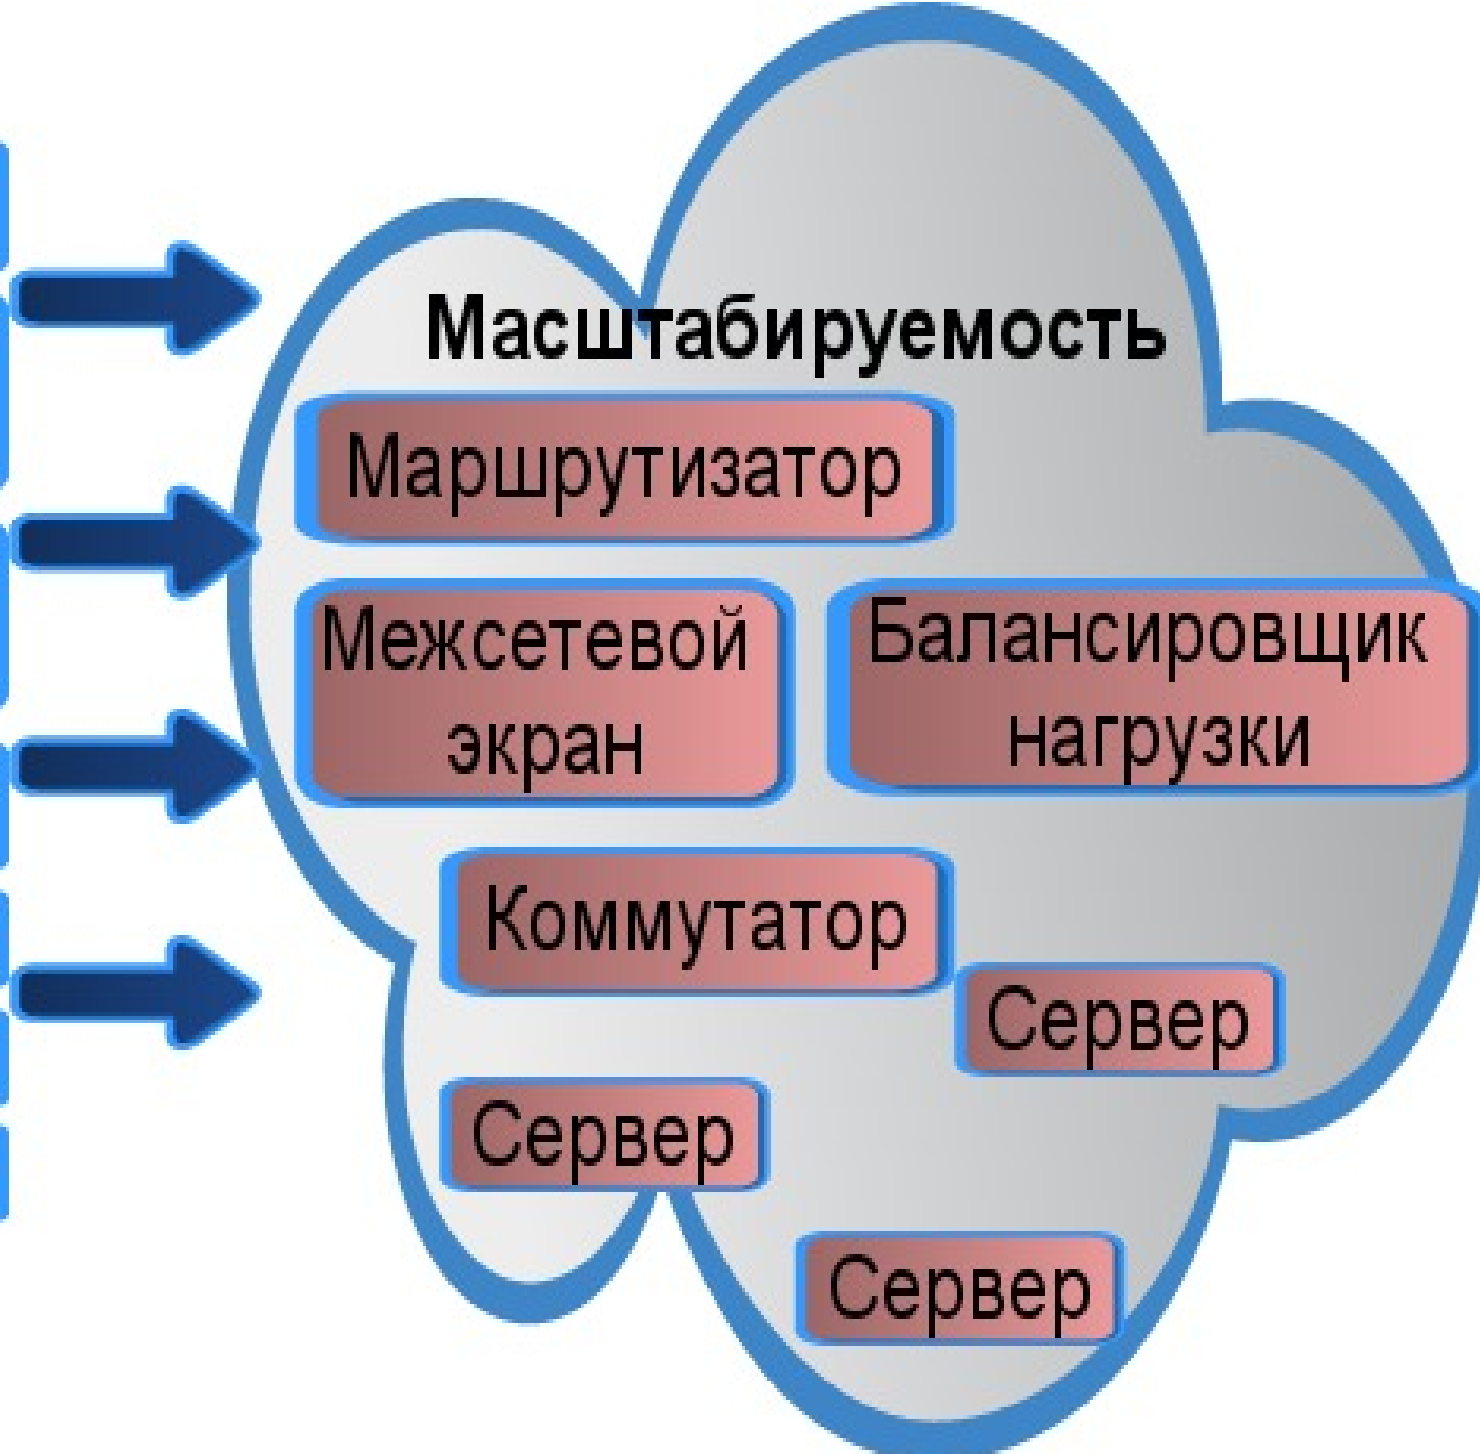 Масштабируемость
Маршрутизатор
Межсетевой
экран
Балансировщик
нагрузки
Коммутатор
Сервер
Сервер
Сервер